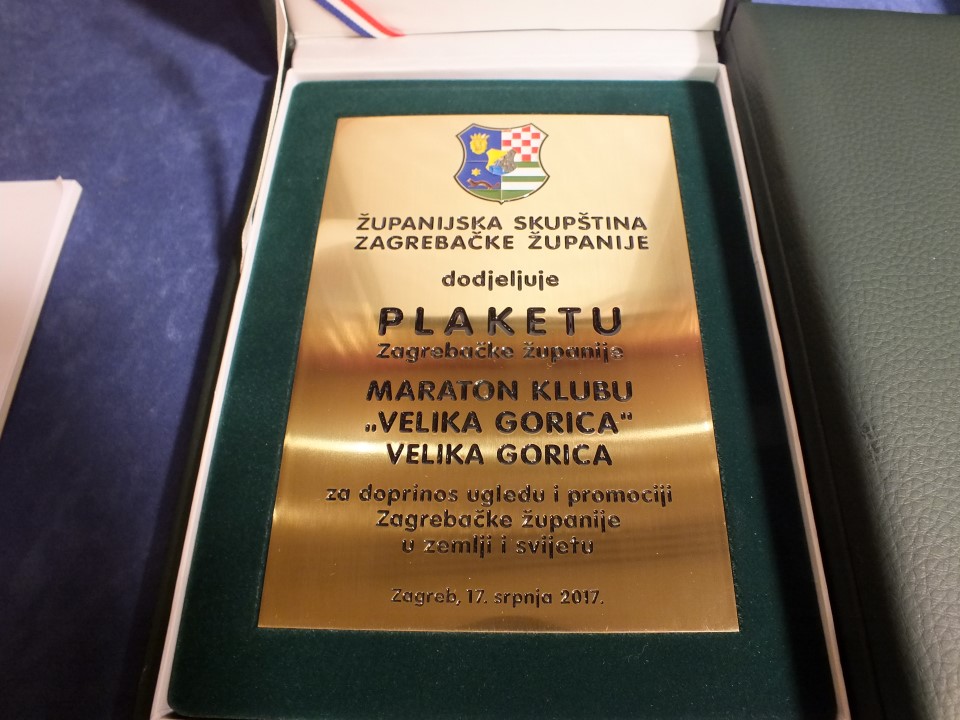 ŽUPANIJSKA SKUPŠTINA
ZAGREBAČKE ŽUPANIJE
dodjeljuje
PLAKETU
Zagrebačke županije
MARATON KLUBU
„VELIKA GORICA“
VELIKA GORICA
za doprinos ugledu i promociji
Zagrebačke županije
u zemlji i svijetu
Zagreb, 17. srpnja 2017.